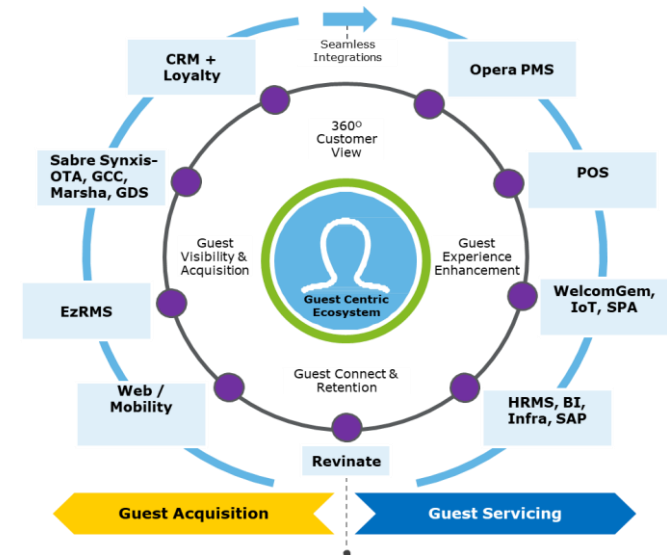 Seamless
Integrations
CRM +
Loyalty
Opera PMS
360º
Customer
View
Sabre Synxis-
OTA, GCC,
Marsha, GDS
POS
Guest
Visibility &
Acquisition
Guest
Experience
Enhancement
Guest Centric
Ecosystem
EzRMS
WelcomGem,
IoT, SPA
Guest Connect &
Retention
Web /
Mobility
HRMS, BI,
Infra, SAP
Revinate
Guest Acquisition
Guest Servicing